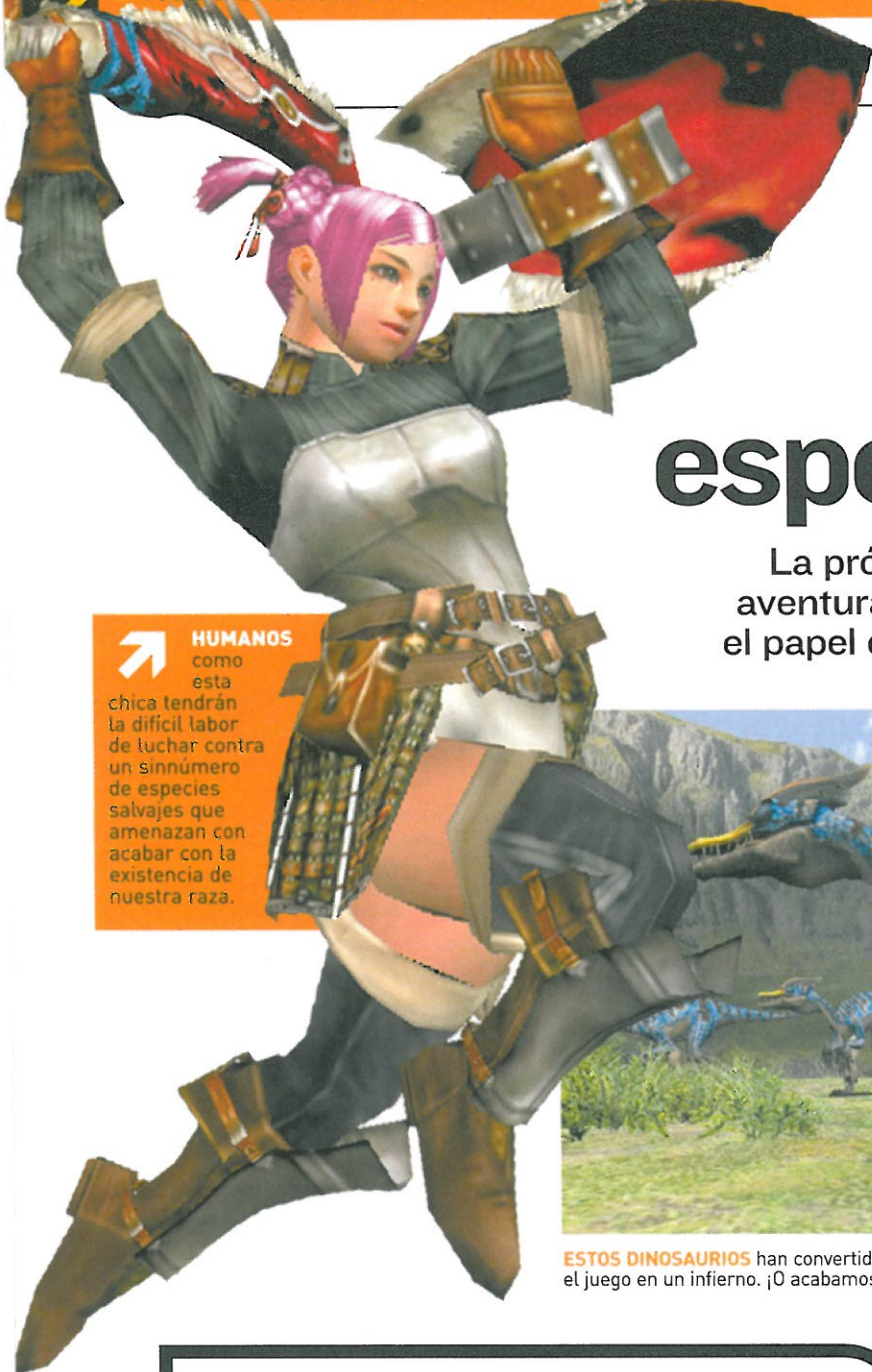 espe
La pró
aventura
el papel
HUMANOS
como
esta
chica tendrán
la difícil labor
de luchar contra
un sinnúmero
de especies
salvajes que
amenazan con
acabar con la
existencia de
nuestra raza.
ESTOS DINOSAURIOS han convertid
el juego en un infierno. ¡O acabamos